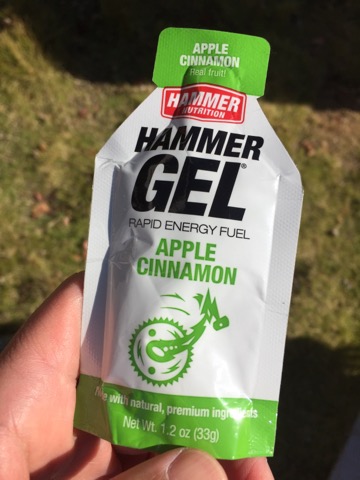 APPLE
CINNAMON
Real fruit!
HAMMER
NUTRITION
HAMMER
GEL®
RAPID ENERGY FUEL
APPLE
CINNAMON
with natural, premium ingredients
Net Wt. 1.2 oz (33g)